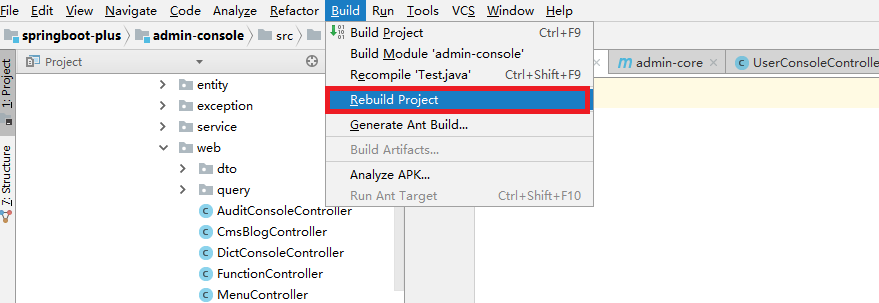 File Edit View Navigate Code Analyze Refactor Build Run Tools VCS Window Help
springboot-plus admin-console src
Build Project Ctrl+F9
Build Module 'admin-console'
Recompile 'Test.java' Ctrl+Shift+F9
Rebuild Project
Generate Ant Build...
Build Artifacts...
Analyze APK...
Run Ant Target Ctrl+Shift+F10
Project
admin-core
UserConsoleControlle
1: Project
7: Structure
entity
exception
service
web
dto
query
AuditConsoleController
CmsBlogController
DictConsoleController
FunctionController
MenuController